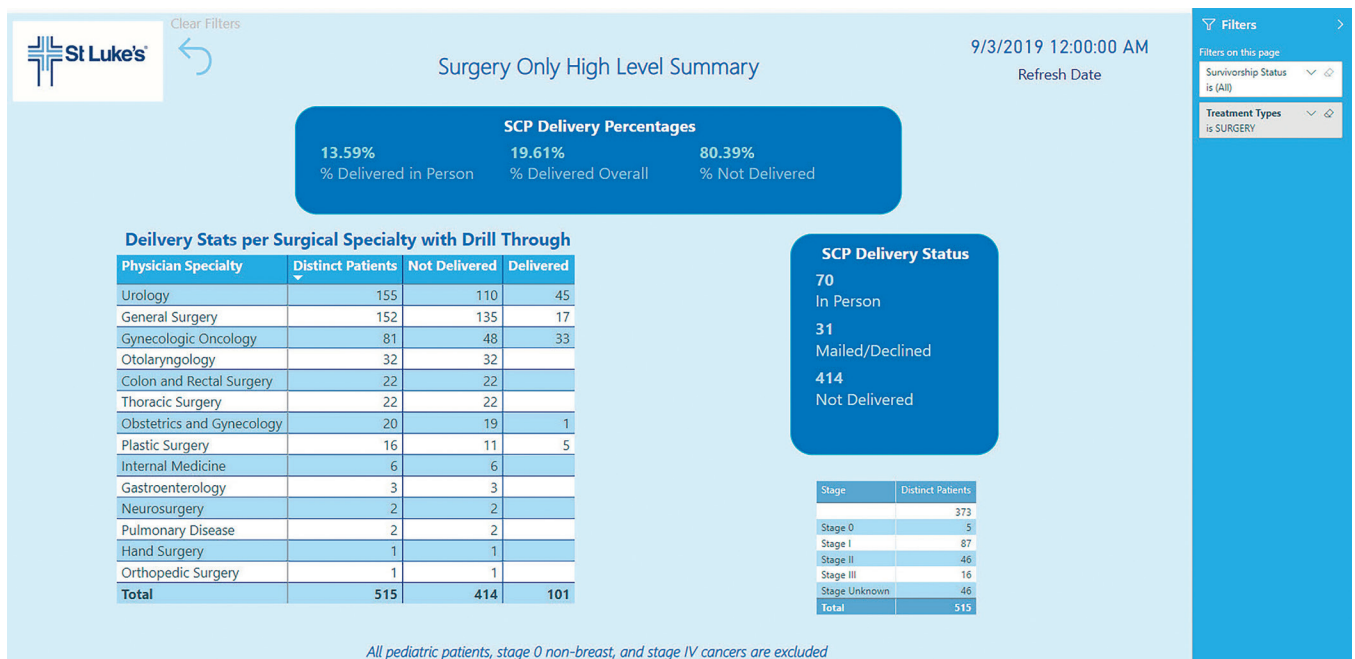 Clear Filters
St Luke's®
Surgery Only High Level Summary
9/3/2019 12:00:00 AM
Refresh Date
SCP Delivery Percentages
13.59% 19.61% 80.39%
% Delivered in Person % Delivered Overall % Not Delivered
Deilvery Stats per Surgical Specialty with Drill Through
Physician Specialty Distinct Patients Not Delivered Delivered
Urology 155 110 45
General Surgery 152 135 17
Gynecologic Oncology 81 48 33
Otolaryngology 32 32
Colon and Rectal Surgery 22 22
Thoracic Surgery 22 22
Obstetrics and Gynecology 20 19 1
Plastic Surgery 16 11 5
Internal Medicine 6 6
Gastroenterology 3 3
Neurosurgery 2 2
Pulmonary Disease 2 2
Hand Surgery 1 1
Orthopedic Surgery 1 1
Total 515 414 101
SCP Delivery Status
70
In Person
31
Mailed/Declined
414
Not Delivered
Stage Distinct Patients
373
Stage 0 5
Stage I 87
Stage II 46
Stage III 16
Stage Unknown 46
Total 515
All pediatric patients, stage 0 non-breast, and stage IV cancers are excluded
Filters
Filters on this page
Survivorship Status
is (All)
Treatment Types
is SURGERY